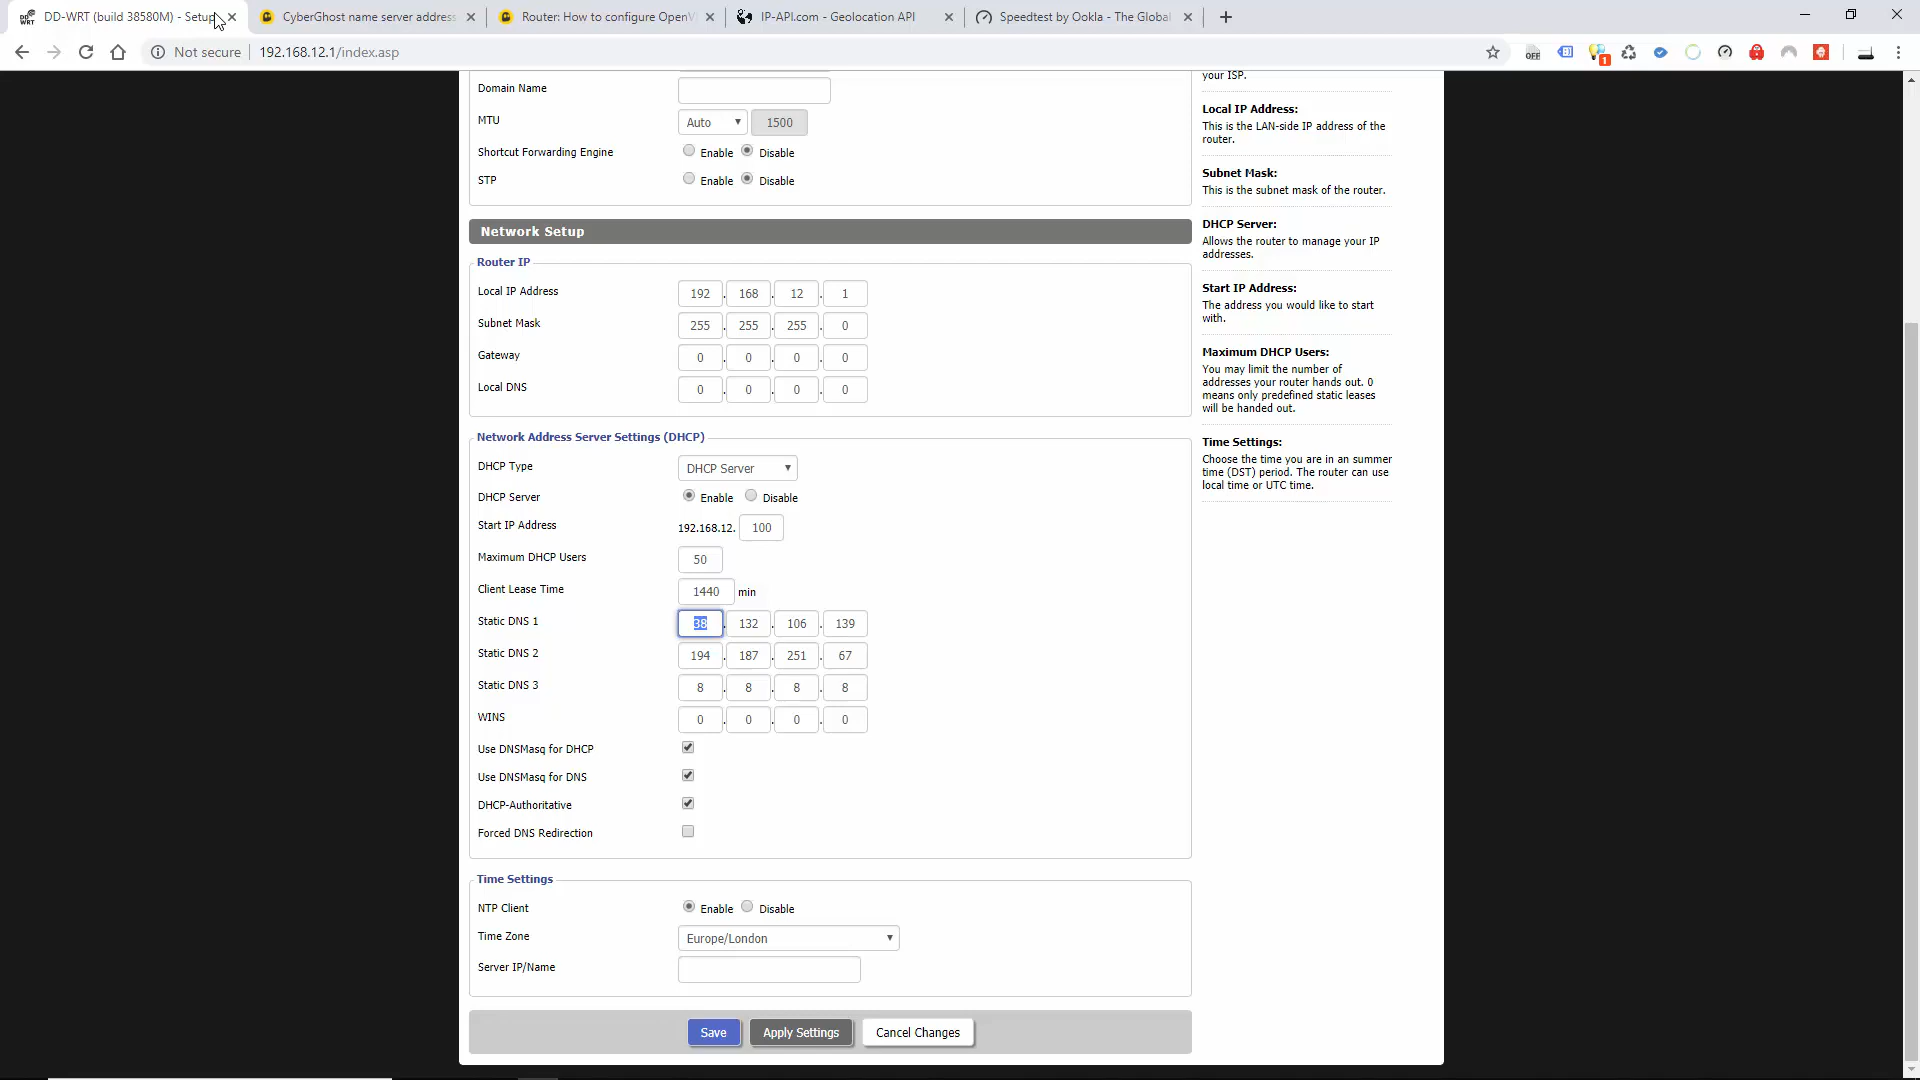 DD-WRT (build 38580M) - Setup
CyberGhost name server address
Router: How to configure OpenV
IP-API.com - Geolocation API
Speedtest by Ookla - The Global
Not secure
192.168.12.1/index.asp
OFF
1
Domain Name
MTU
Auto
1500
Shortcut Forwarding Engine
Enable
Disable
STP
Enable
Disable
Network Setup
Router IP
Local IP Address
192 . 168 . 12 . 1
Subnet Mask
255 . 255 . 255 . 0
Gateway
0 . 0 . 0 . 0
Local DNS
0 . 0 . 0 . 0
Network Address Server Settings (DHCP)
DHCP Type
DHCP Server
DHCP Server
Enable
Disable
Start IP Address
192.168.12. 100
Maximum DHCP Users
50
Client Lease Time
1440 min
Static DNS 1
38 . 132 . 106 . 139
Static DNS 2
194 . 187 . 251 . 67
Static DNS 3
8 . 8 . 8 . 8
WINS
0 . 0 . 0 . 0
Use DNSMasq for DHCP
Use DNSMasq for DNS
DHCP-Authoritative
Forced DNS Redirection
Time Settings
NTP Client
Enable
Disable
Time Zone
Europe/London
Server IP/Name
Save
Apply Settings
Cancel Changes
your ISP.
Local IP Address:
This is the LAN-side IP address of the
router.
Subnet Mask:
This is the subnet mask of the router.
DHCP Server:
Allows the router to manage your IP
addresses.
Start IP Address:
The address you would like to start
with.
Maximum DHCP Users:
You may limit the number of
addresses your router hands out. 0
means only predefined static leases
will be handed out.
Time Settings:
Choose the time you are in an summer
time (DST) period. The router can use
local time or UTC time.